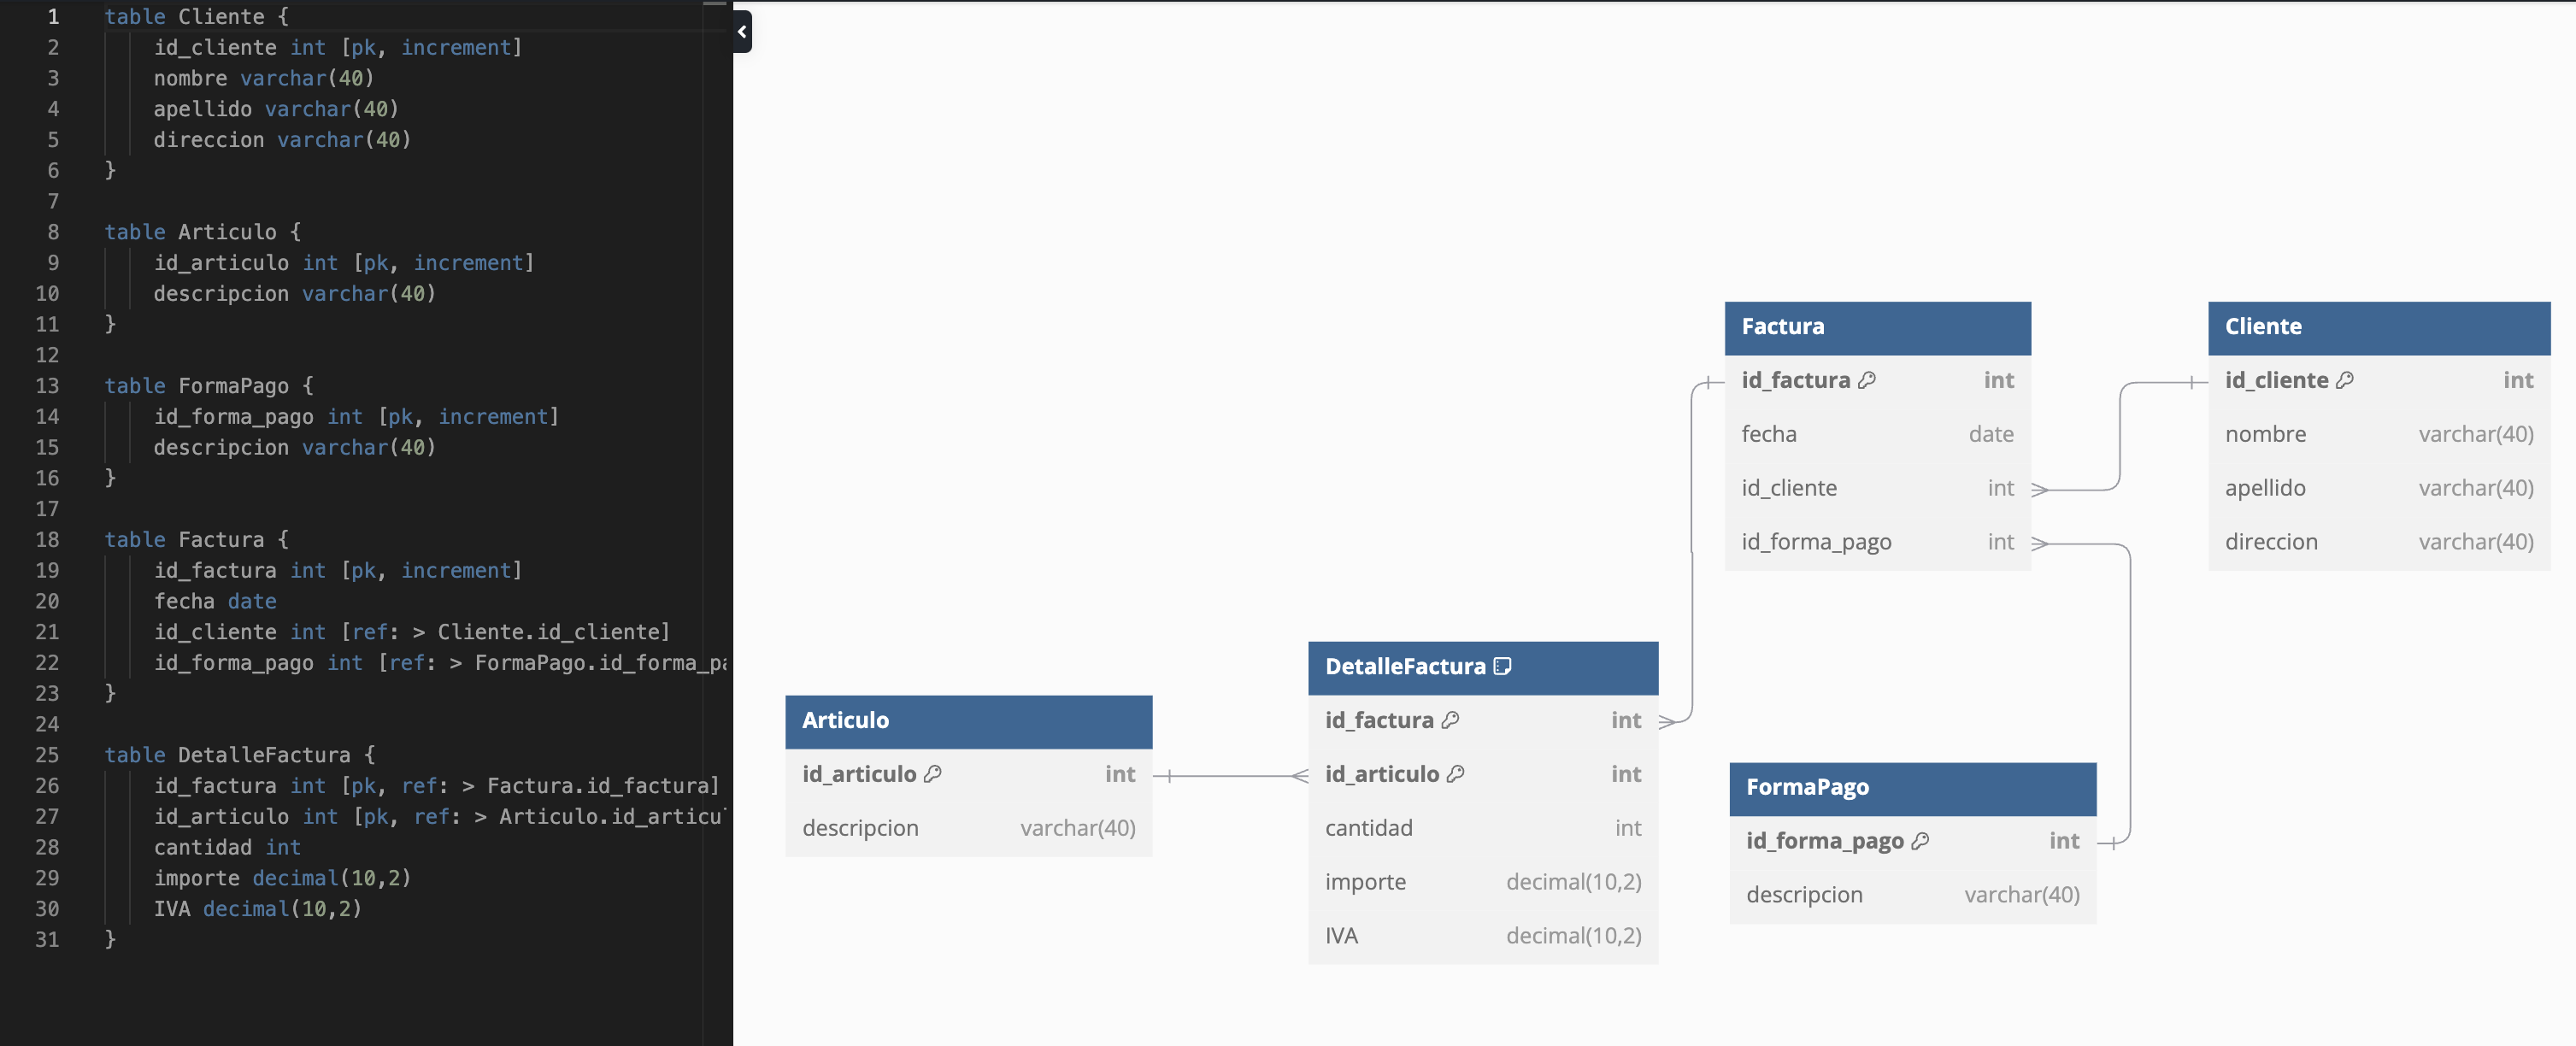 1 table Cliente {
2 id_cliente int [pk, increment]
3 nombre varchar(40)
4 apellido varchar(40)
5 direccion varchar(40)
6 }
7
8 table Articulo {
9 id_articulo int [pk, increment]
10 descripcion varchar(40)
11 }
12
13 table FormaPago {
14 id_forma_pago int [pk, increment]
15 descripcion varchar(40)
16 }
17
18 table Factura {
19 id_factura int [pk, increment]
20 fecha date
21 id_cliente int [ref: > Cliente.id_cliente]
22 id_forma_pago int [ref: > FormaPago.id_forma_pa
23 }
24
25 table DetalleFactura {
26 id_factura int [pk, ref: > Factura.id_factura]
27 id_articulo int [pk, ref: > Articulo.id_articu
28 cantidad int
29 importe decimal(10,2)
30 IVA decimal(10,2)
31 }
Factura
id_factura int
fecha date
id_cliente int
id_forma_pago int
Cliente
id_cliente int
nombre varchar(40)
apellido varchar(40)
direccion varchar(40)
Articulo
id_articulo int
descripcion varchar(40)
DetalleFactura
id_factura int
id_articulo int
cantidad int
importe decimal(10,2)
IVA decimal(10,2)
FormaPago
id_forma_pago int
descripcion varchar(40)